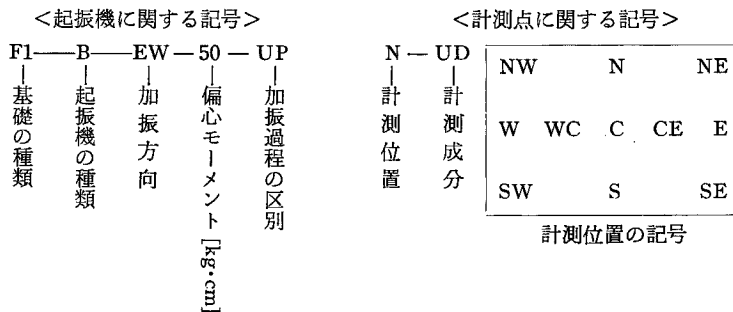 <起振機に関する記号>
F1—B—EW—50—UP
基礎の種類
起振機の種類
加振方向
偏心モーメント[kg・cm]
加振過程の区別
<計測点に関する記号>
N—UD
計測位置
計測成分
NW N NE
W WC C CE E
SW S SE
計測位置の記号